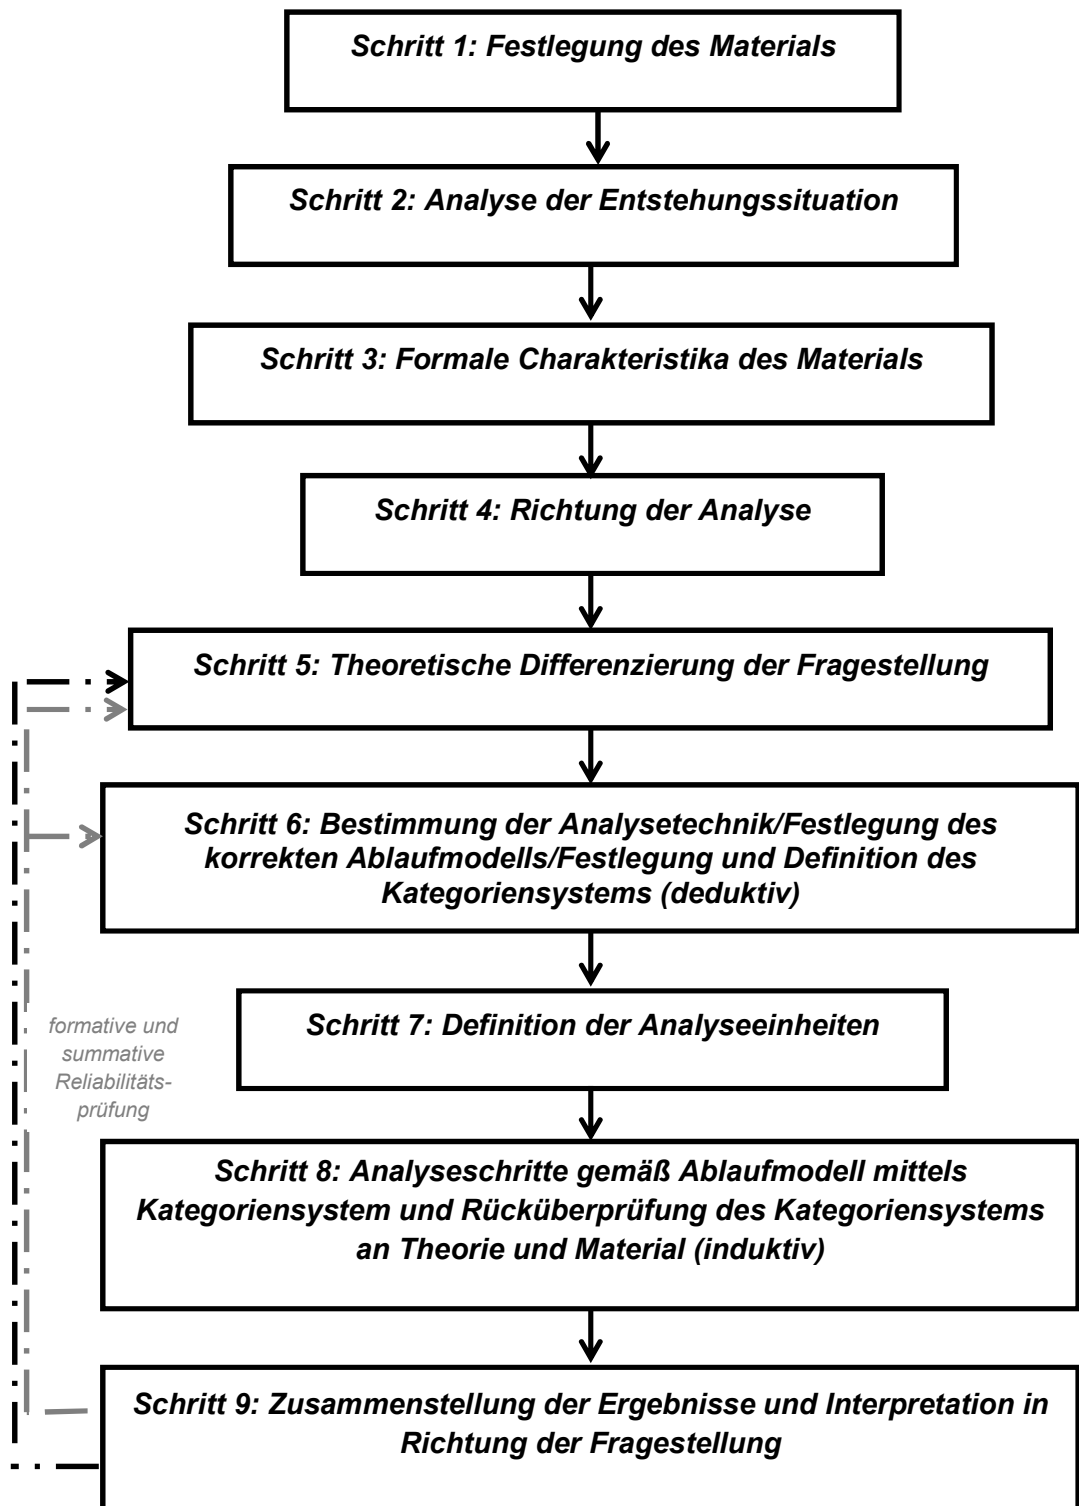 Schritt 1: Festlegung des Materials
Schritt 2: Analyse der Entstehungssituation
Schritt 3: Formale Charakteristika des Materials
Schritt 4: Richtung der Analyse
Schritt 5: Theoretische Differenzierung der Fragestellung
Schritt 6: Bestimmung der Analysetechnik/Festlegung des
korrekten Ablaufmodells/Festlegung und Definition des
Kategoriensystems (deduktiv)
Schritt 7: Definition der Analyseeinheiten
formative und
summative
Reliabilitäts-
prüfung
Schritt 8: Analyseschritte gemäß Ablaufmodell mittels
Kategoriensystem und Rücküberprüfung des Kategoriensystems
an Theorie und Material (induktiv)
Schritt 9: Zusammenstellung der Ergebnisse und Interpretation in
Richtung der Fragestellung